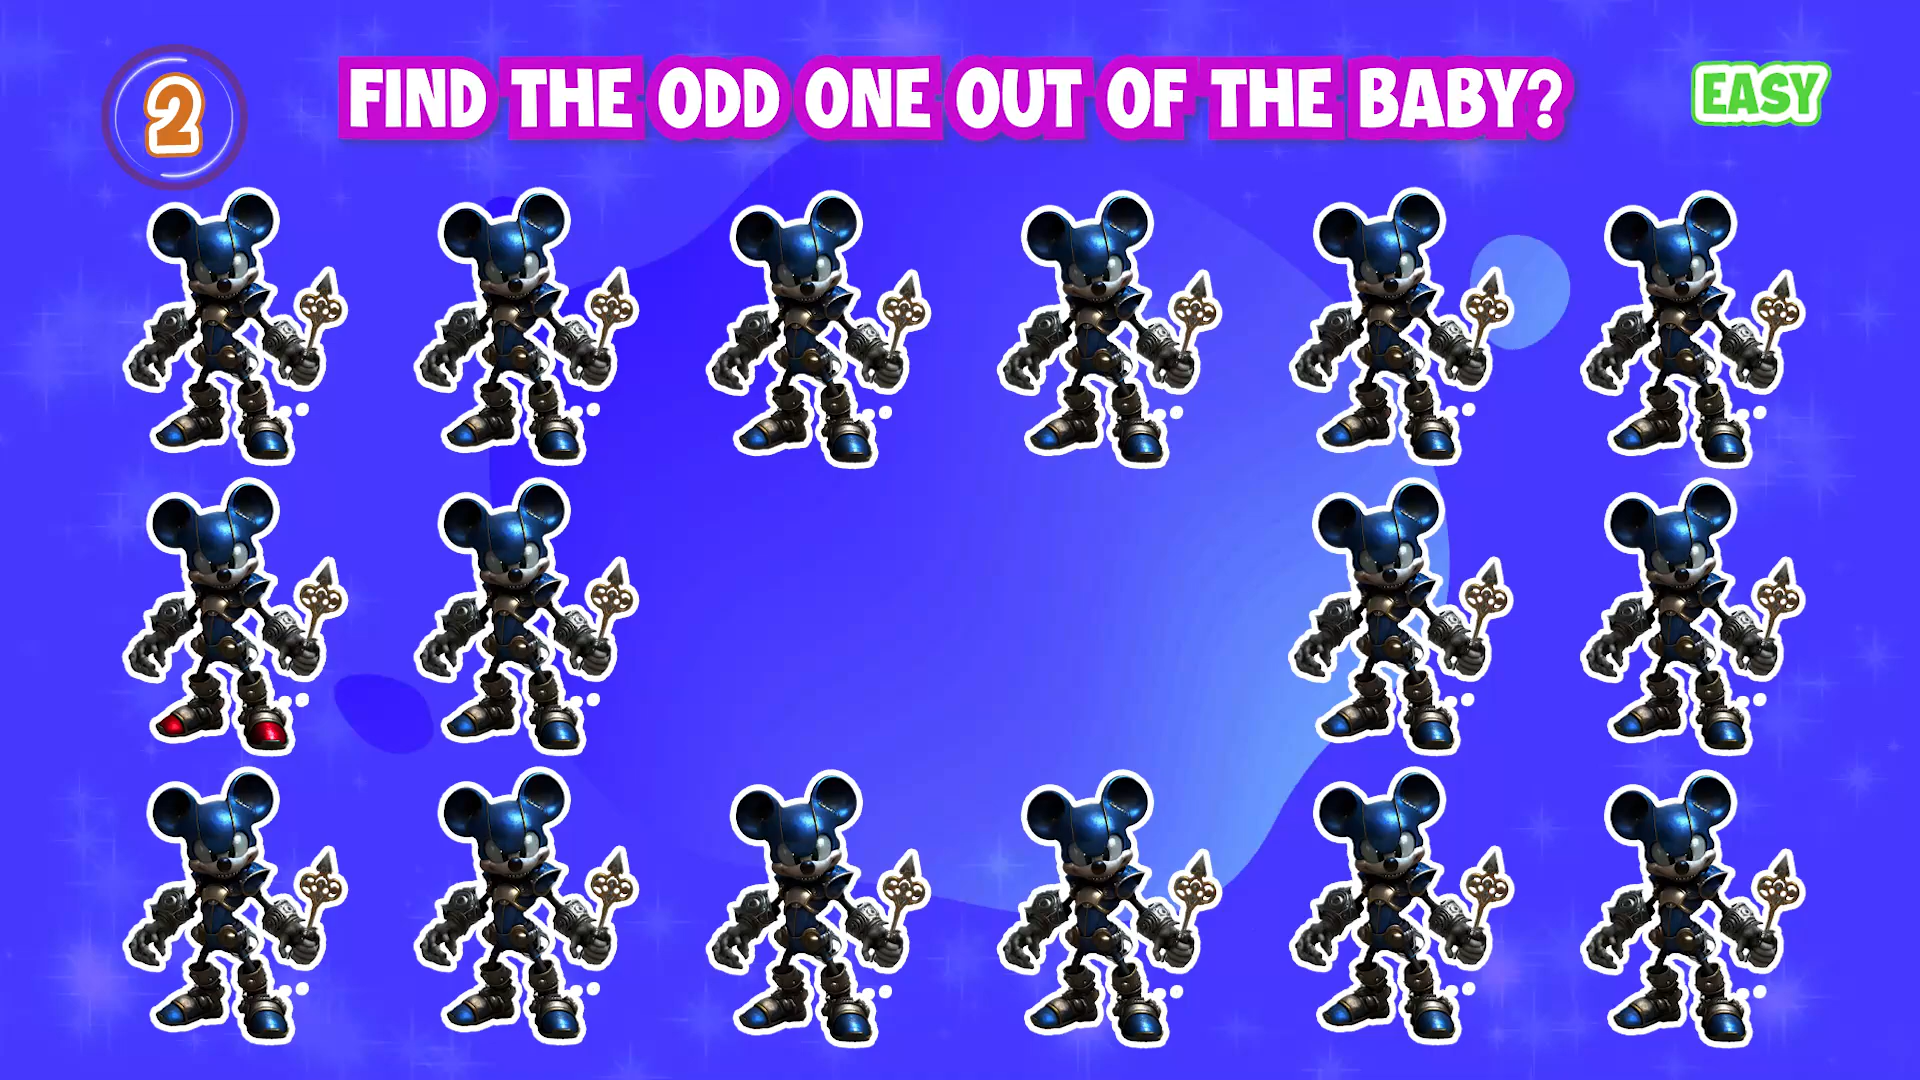 2
FIND THE ODD ONE OUT OF THE BABY?
EASY